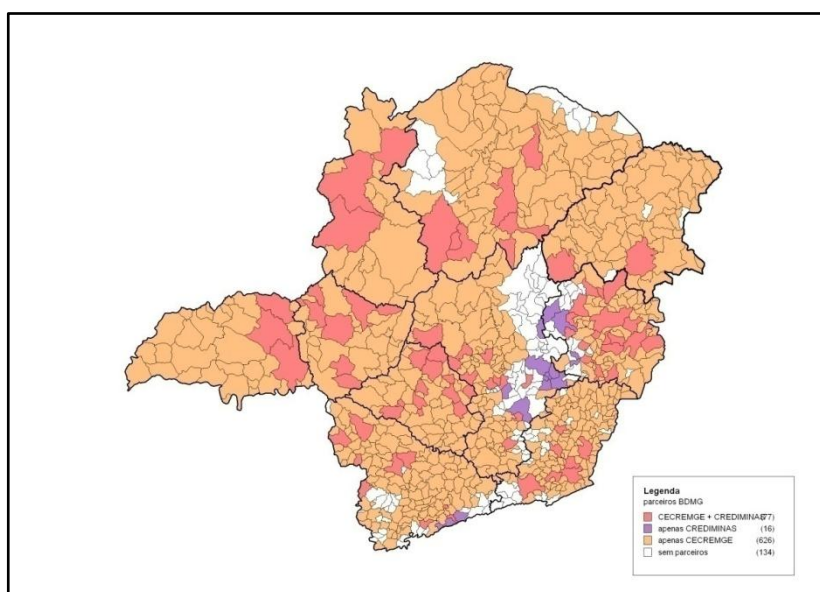 Legenda
parceiros BDMG
CECREMGE + CREDIMINAS (77)
apenas CREDIMINAS (16)
apenas CECREMGE (626)
sem parceiros (134)